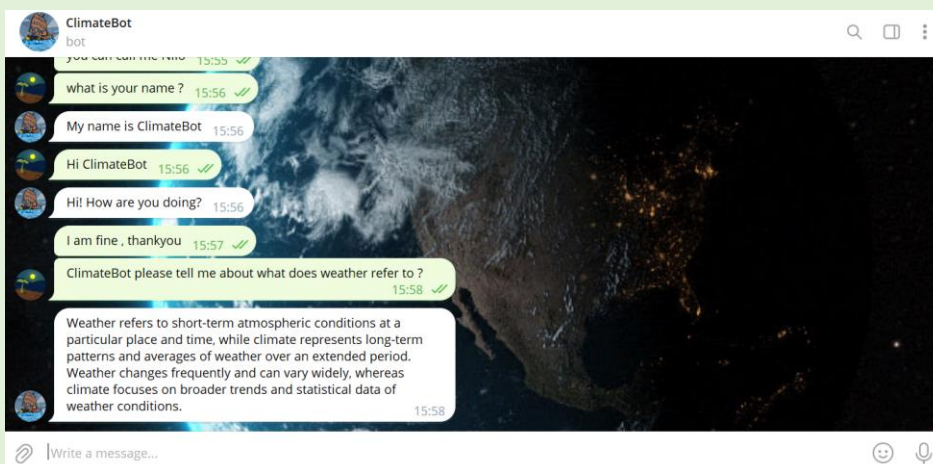 ClimateBot
bot
you can call me Nilo
15:55
what is your name ? 15:56
My name is ClimateBot 15:56
Hi ClimateBot 15:56
Hi! How are you doing? 15:56
I am fine , thankyou 15:57
ClimateBot please tell me about what does weather refer to ?
15:58
Weather refers to short-term atmospheric conditions at a
particular place and time, while climate represents long-term
patterns and averages of weather over an extended period.
Weather changes frequently and can vary widely, whereas
climate focuses on broader trends and statistical data of
weather conditions.
15:58
Write a message...